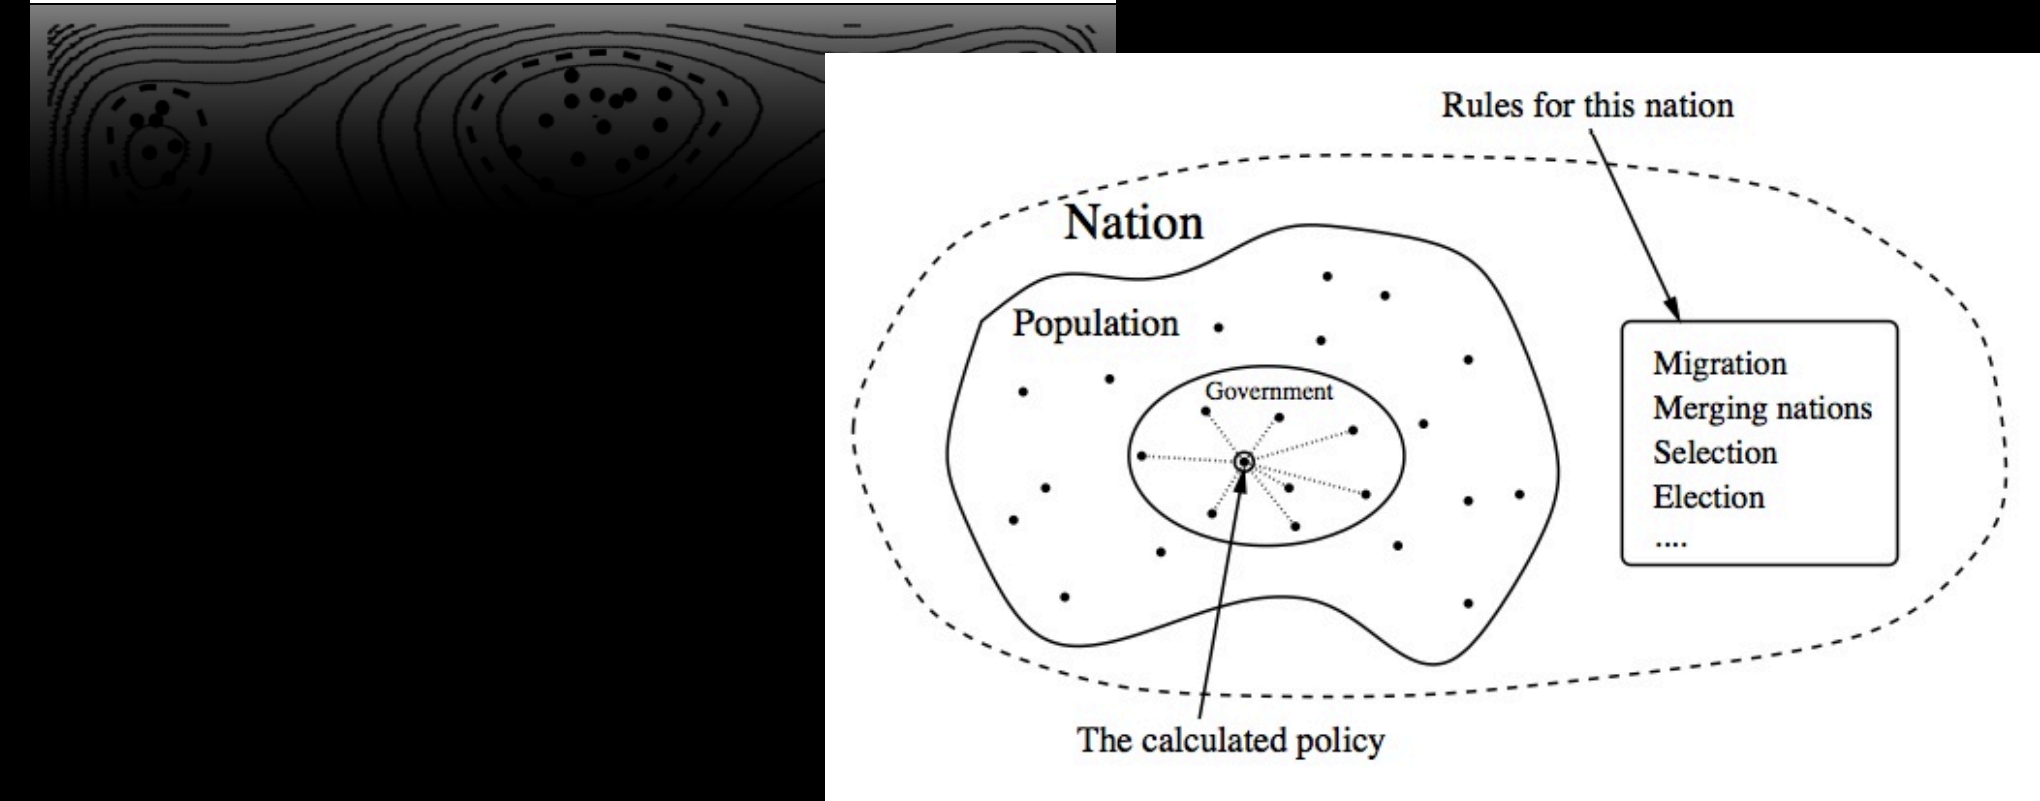 Rules for this nation
Nation
Population
Government
Migration
Merging nations
Selection
Election
....
The calculated policy